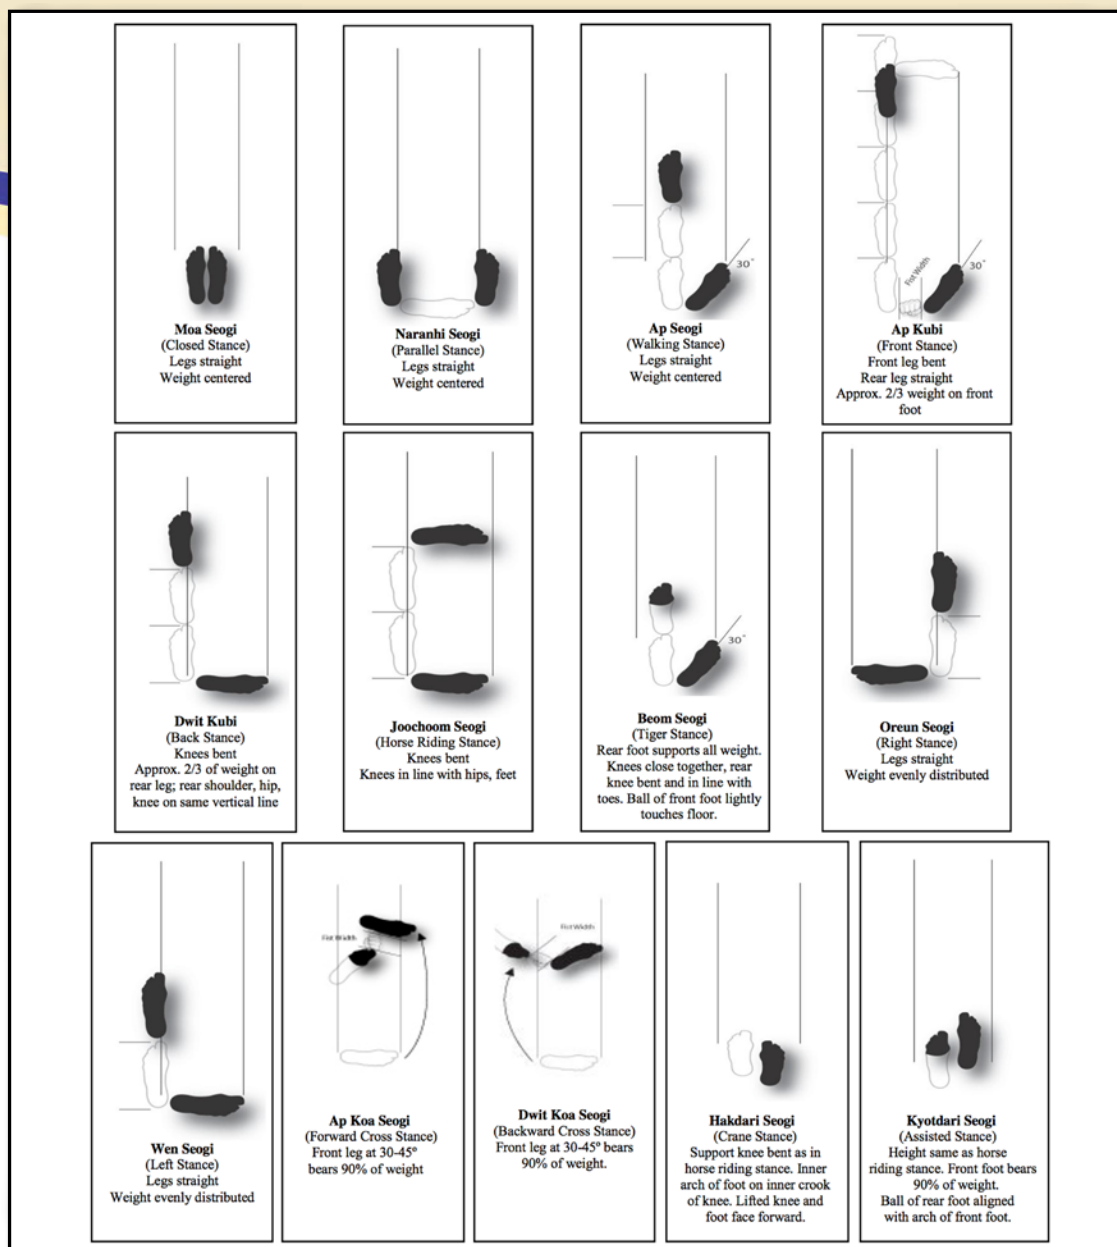 Moa Seogi
(Closed Stance)
Legs straight
Weight centered
Naranhi Seogi
(Parallel Stance)
Legs straight
Weight centered
30°
Ap Seogi
(Walking Stance)
Legs straight
Weight centered
Fist Width
30°
Ap Kubi
(Front Stance)
Front leg bent
Rear leg straight
Approx. 2/3 weight on front
foot
Dwit Kubi
(Back Stance)
Knees bent
Approx. 2/3 of weight on
rear leg; rear shoulder, hip,
knee on same vertical line
Joochoom Seogi
(Horse Riding Stance)
Knees bent
Knees in line with hips, feet
30°
Beom Seogi
(Tiger Stance)
Rear foot supports all weight.
Knees close together, rear
knee bent and in line with
toes. Ball of front foot lightly
touches floor.
Oreun Seogi
(Right Stance)
Legs straight
Weight evenly distributed
Wen Seogi
(Left Stance)
Legs straight
Weight evenly distributed
Fist Width
Ap Koa Seogi
(Forward Cross Stance)
Front leg at 30-45º
bears 90% of weight
Fist Width
Dwit Koa Seogi
(Backward Cross Stance)
Front leg at 30-45º bears
90% of weight.
Hakdari Seogi
(Crane Stance)
Support knee bent as in
horse riding stance. Inner
arch of foot on inner crook
of knee. Lifted knee and
foot face forward.
Kyotdari Seogi
(Assisted Stance)
Height same as horse
riding stance. Front foot bears
90% of weight.
Ball of rear foot aligned
with arch of front foot.